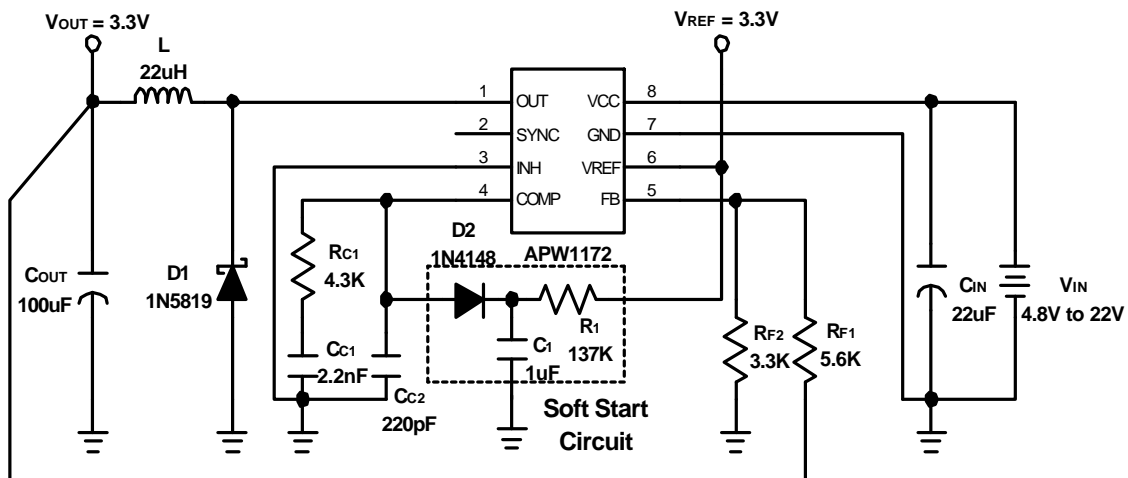 VOUT = 3.3V
VREF = 3.3V
L
22uH
1
OUT
VCC
8
2
SYNC
GND
7
3
INH
VREF
6
4
COMP
FB
5
D2
1N4148
APW1172
RC1
4.3K
COUT
100uF
D1
1N5819
R1
137K
C1
1uF
CC1
2.2nF
CC2
220pF
Soft Start
Circuit
RF2
3.3K
RF1
5.6K
CIN
22uF
VIN
4.8V to 22V